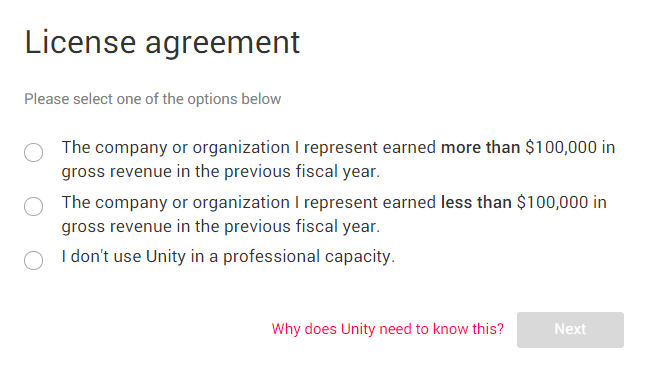 License agreement
Please select one of the options below
The company or organization I represent earned more than $100,000 in
gross revenue in the previous fiscal year.
The company or organization I represent earned less than $100,000 in
gross revenue in the previous fiscal year.
I don't use Unity in a professional capacity.
Why does Unity need to know this? Next